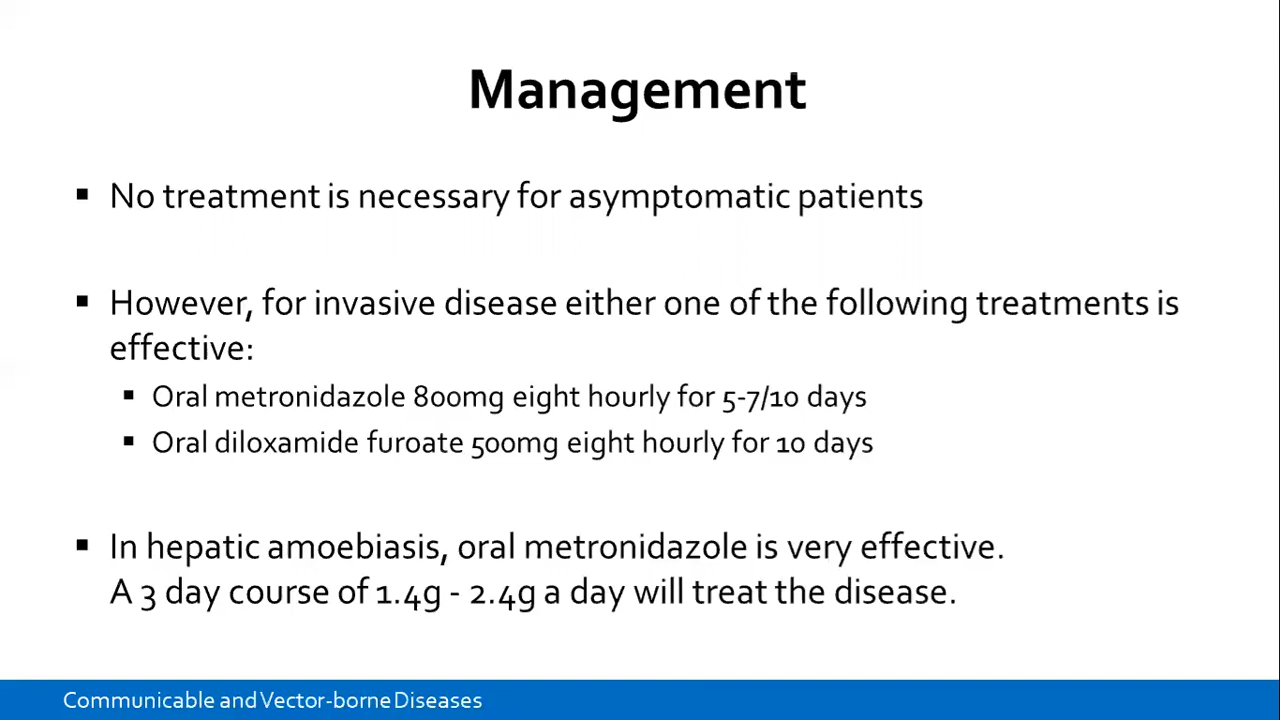 Management
▪ No treatment is necessary for asymptomatic patients
▪ However, for invasive disease either one of the following treatments is
effective:
▪ Oral metronidazole 800mg eight hourly for 5-7/10 days
▪ Oral diloxamide furoate 500mg eight hourly for 10 days
▪ In hepatic amoebiasis, oral metronidazole is very effective.
A 3 day course of 1.4g - 2.4g a day will treat the disease.
Communicable and Vector-borne Diseases